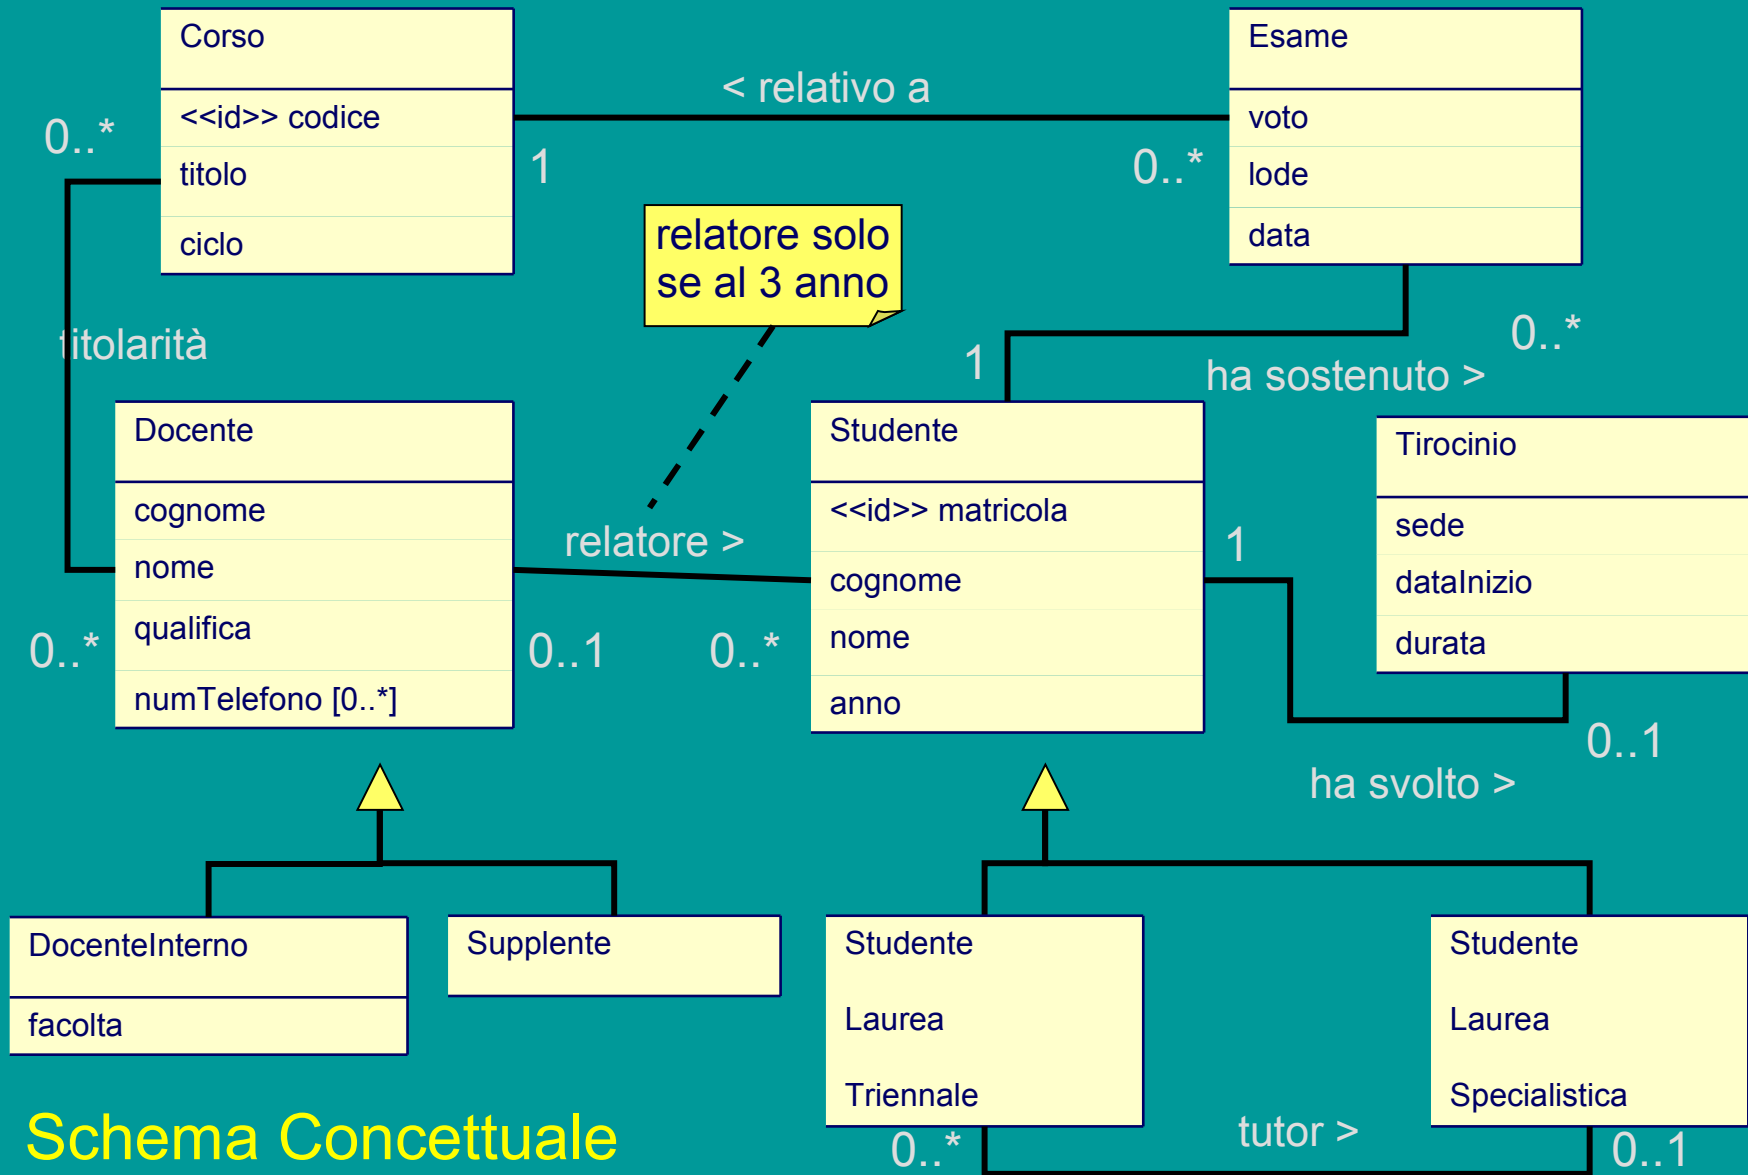 Corso
<<id>> codice
titolo
ciclo
0..*
1
< relativo a
0..*
Esame
voto
lode
data
relatore solo
se al 3 anno
titolarità
1
0..*
ha sostenuto >
Docente
cognome
nome
qualifica
numTelefono [0..*]
0..*
0..1
relatore >
0..*
Studente
<<id>> matricola
cognome
nome
anno
1
Tirocinio
sede
dataInizio
durata
0..1
ha svolto >
DocenteInterno
facolta
Supplente
Studente
Laurea
Triennale
Studente
Laurea
Specialistica
0..*
tutor >
0..1
Schema Concettuale